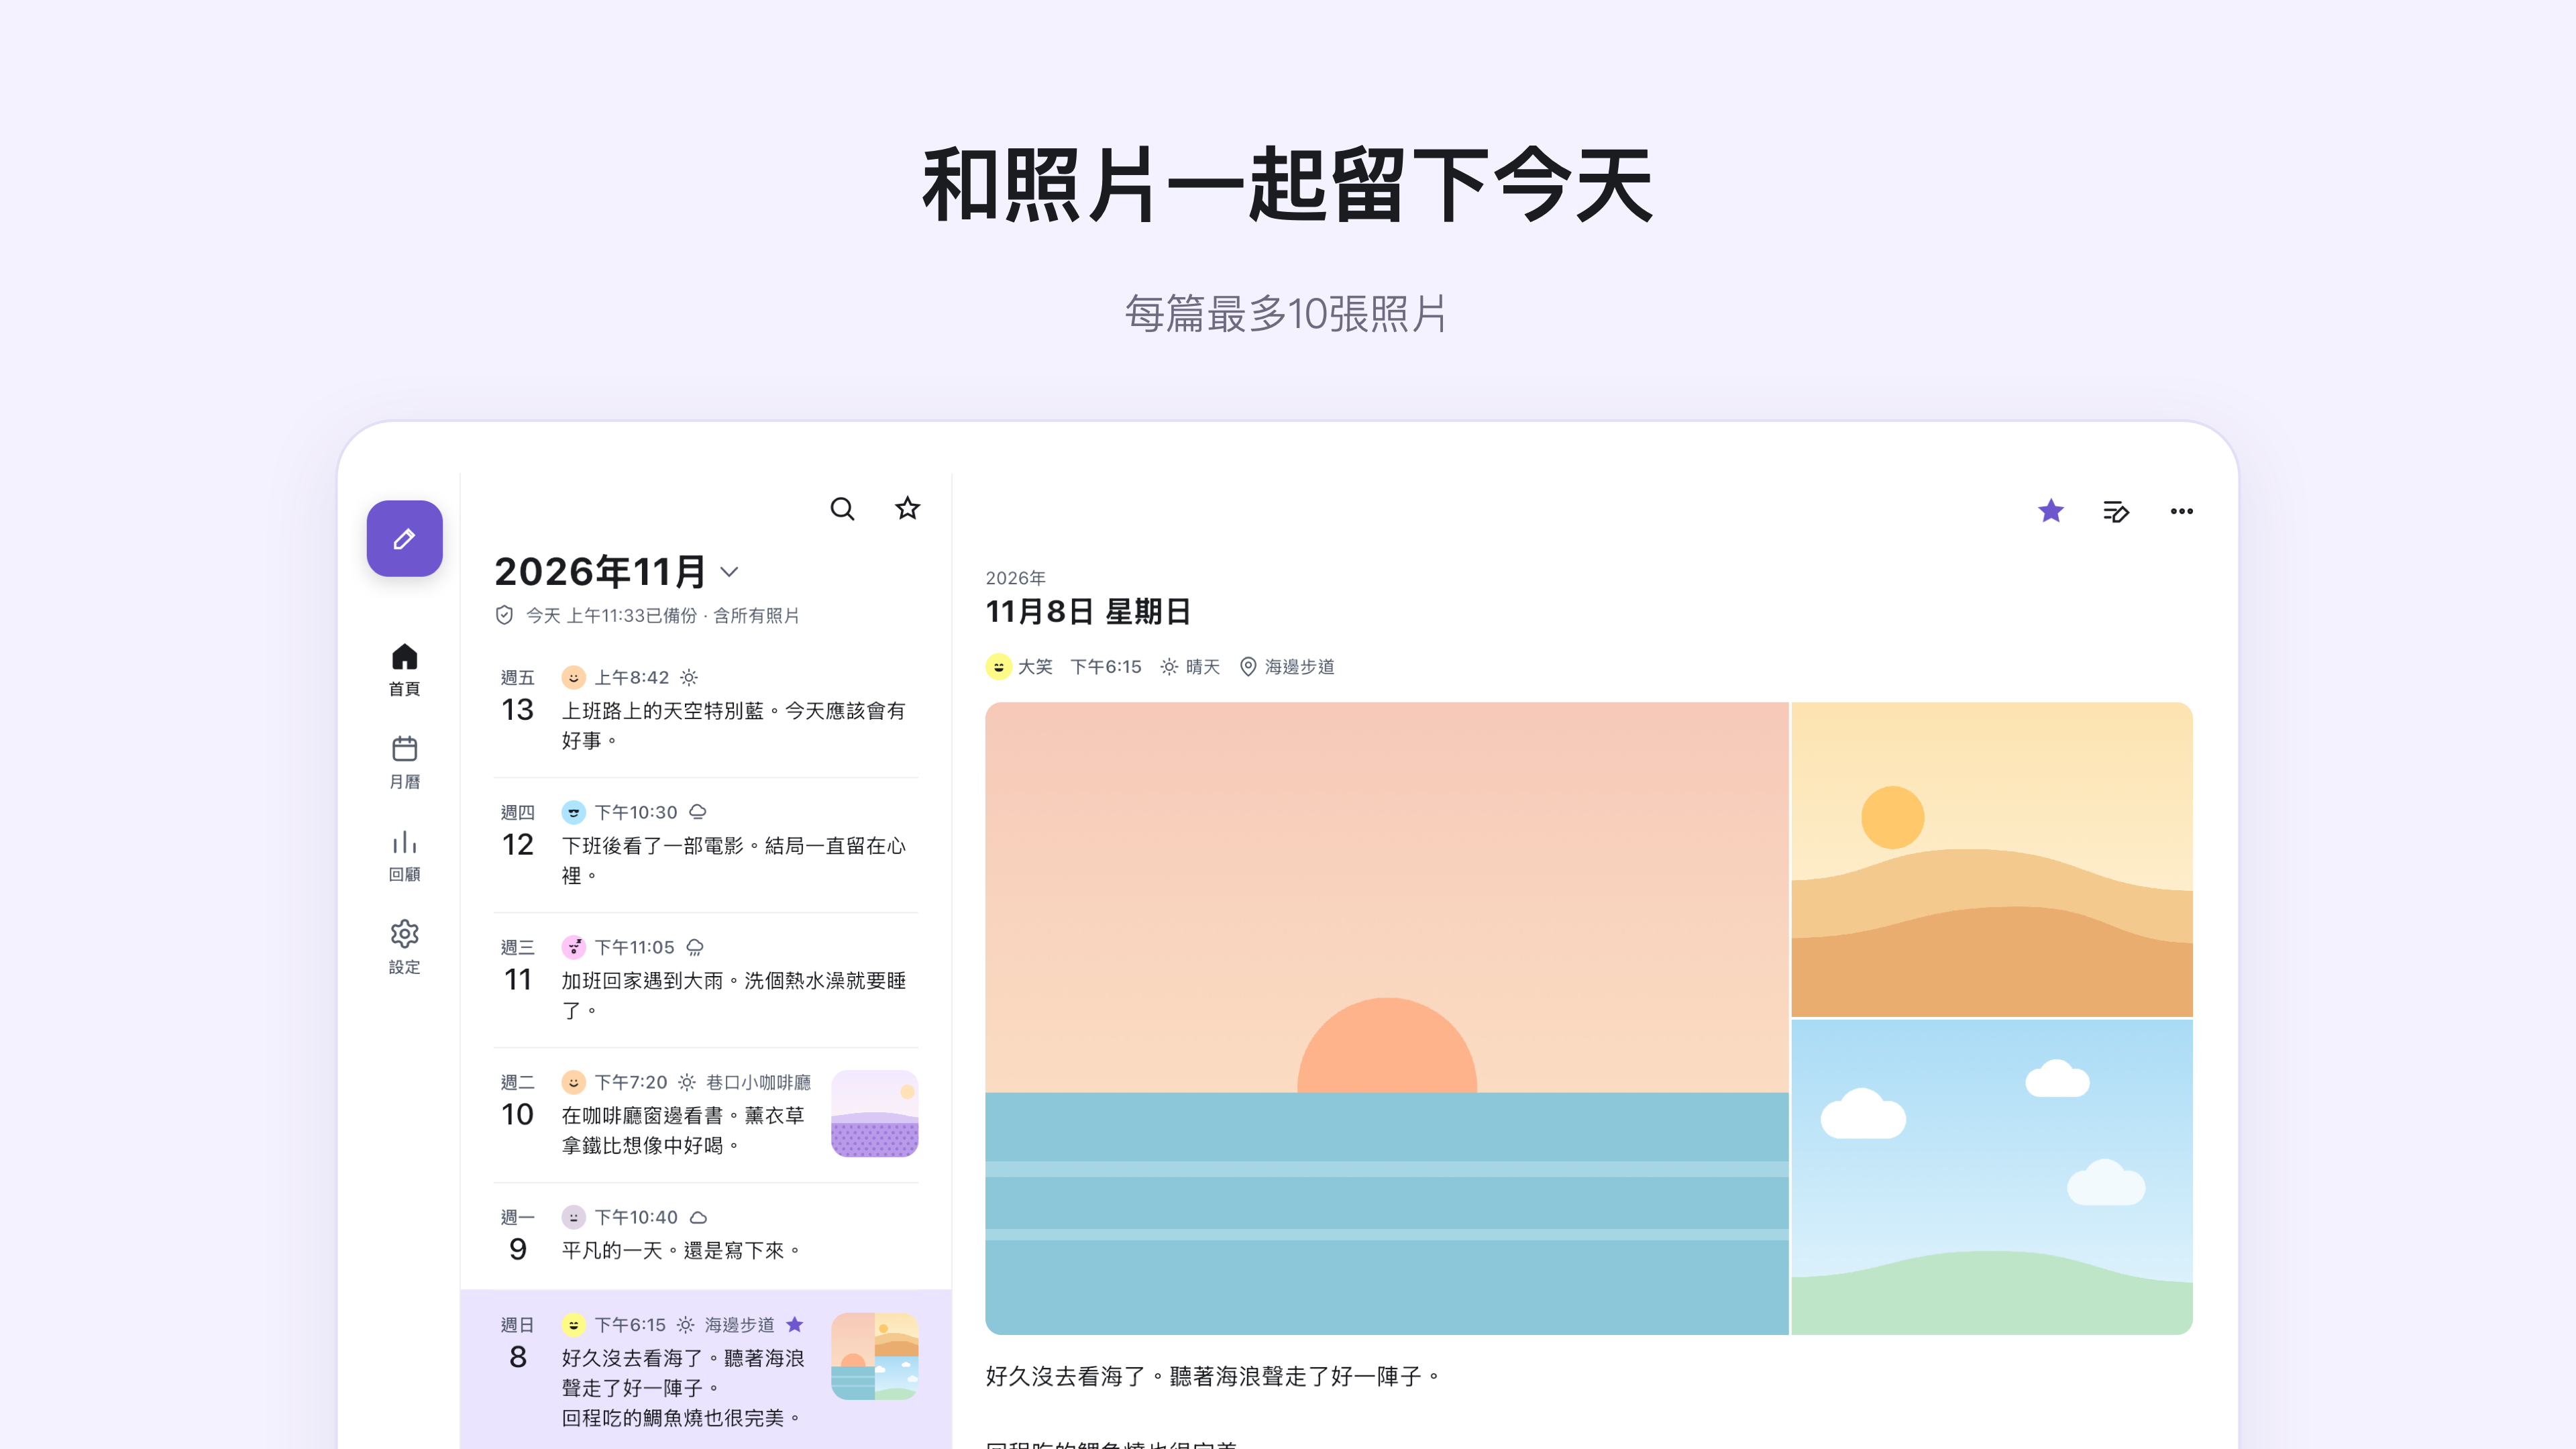 和照片一起留下今天
每篇最多10張照片
首頁
月曆
回顧
設定
2026年11月
今天 上午11:33已備份 · 含所有照片
週五
13
上午8:42
上班路上的天空特別藍。今天應該會有
好事。
週四
12
下午10:30
下班後看了一部電影。結局一直留在心
裡。
週三
11
下午11:05
加班回家遇到大雨。洗個熱水澡就要睡
了。
週二
10
下午7:20 巷口小咖啡廳
在咖啡廳窗邊看書。薰衣草
拿鐵比想像中好喝。
週一
9
下午10:40
平凡的一天。還是寫下來。
週日
8
下午6:15 海邊步道
好久沒去看海了。聽著海浪
聲走了好一陣子。
回程吃的鯛魚燒也很完美。
2026年
11月8日 星期日
大笑 下午6:15 晴天 海邊步道
好久沒去看海了。聽著海浪聲走了好一陣子。
回程吃的鯛魚燒也很完美。